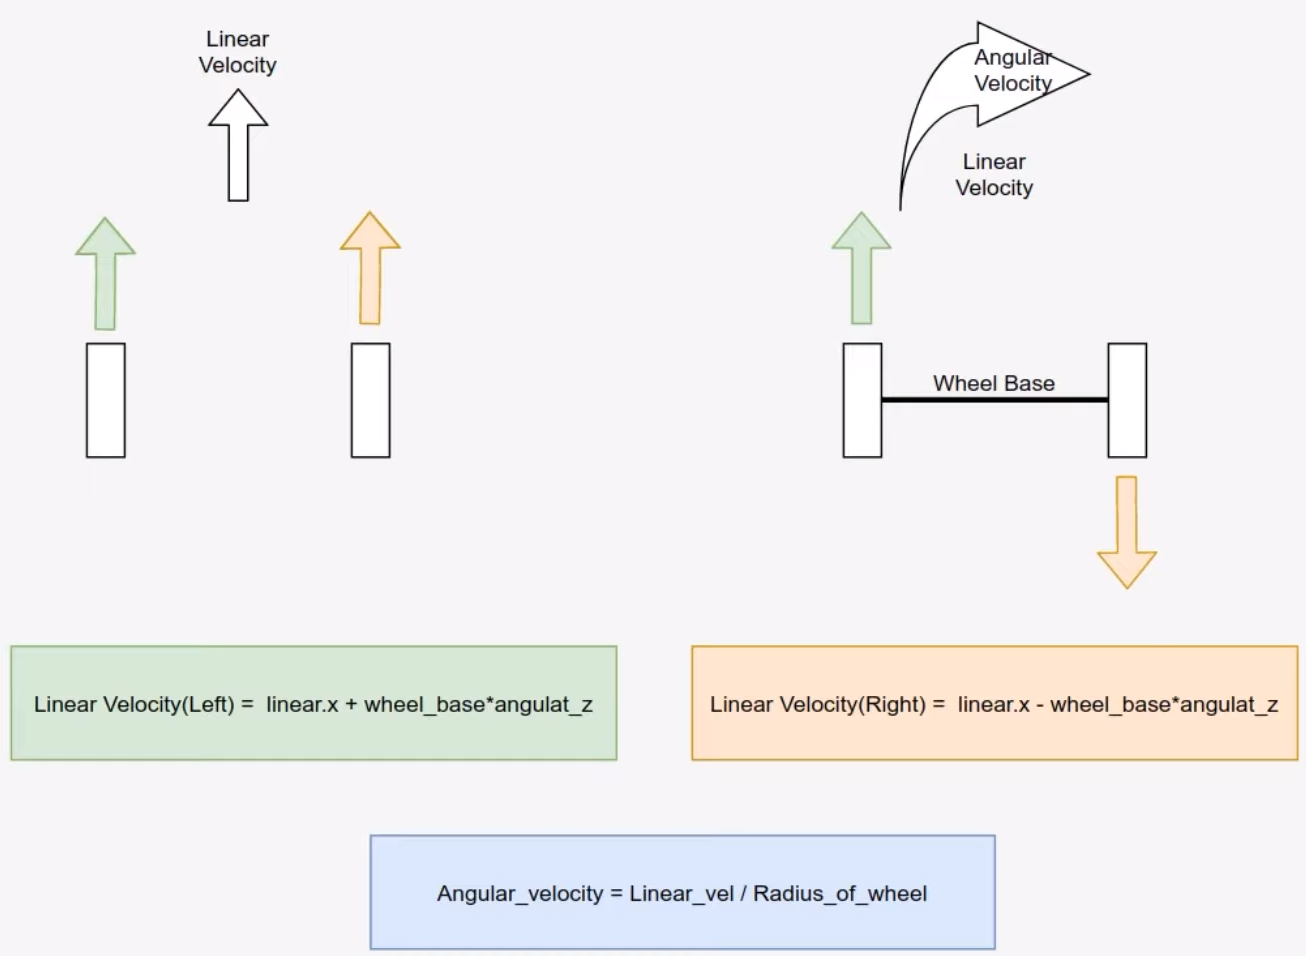 Linear
Velocity
Angular
Velocity
Linear
Velocity
Wheel Base
Linear Velocity(Left) =  linear.x + wheel_base*angulat_z
Linear Velocity(Right) =  linear.x - wheel_base*angulat_z
Angular_velocity = Linear_vel / Radius_of_wheel